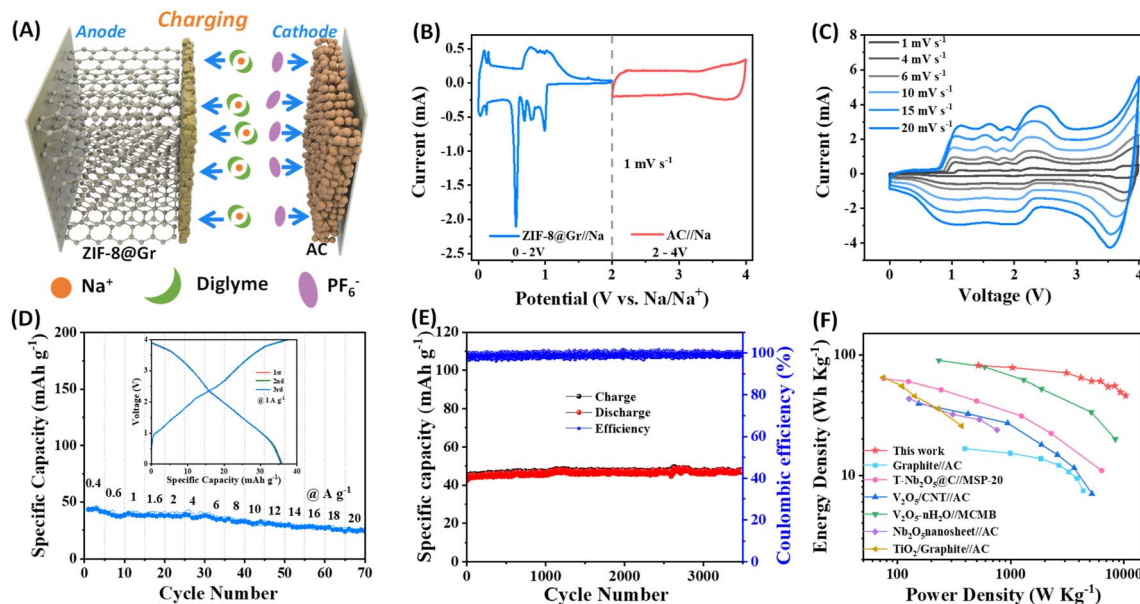 (A)
Charging
Anode
Cathode
ZIF-8@Gr
AC
Na⁺
Diglyme
PF₆⁻
(B)
Current (mA)
0.5
0.0
-0.5
-1.0
-1.5
-2.0
1 mV s⁻¹
ZIF-8@Gr//Na
0 - 2V
AC//Na
2 - 4V
0
1
2
3
4
Potential (V vs. Na/Na⁺)
(C)
Current (mA)
8
6
4
2
0
-2
-4
1 mV s⁻¹
4 mV s⁻¹
6 mV s⁻¹
10 mV s⁻¹
15 mV s⁻¹
20 mV s⁻¹
0
1
2
3
4
Voltage (V)
(D)
Specific Capacity (mAh g⁻¹)
200
150
100
50
0
Voltage (V)
4
3
2
1
0
1st
2nd
3rd
@ 1 A g⁻¹
0 5 10 15 20 25 30 35 40
Specific Capacity (mAh g⁻¹)
@ A g⁻¹
0.4 0.6 1 1.6 2 4 6 8 10 12 14 16 18 20
0 10 20 30 40 50 60 70
Cycle Number
(E)
Specific capacity (mAh g⁻¹)
120
100
80
60
40
20
0
Charge
Discharge
Efficiency
100
80
60
40
20
0
Coulombic efficiency (%)
0 1000 2000 3000
Cycle Number
(F)
Energy Density (Wh Kg⁻¹)
100
10
This work
Graphite//AC
T-Nb₂O₅@C//MSP-20
V₂O₅/CNT//AC
V₂O₅-nH₂O//MCMB
Nb₂O₅nanosheet//AC
TiO₂/Graphite//AC
100 1000 10000
Power Density (W Kg⁻¹)